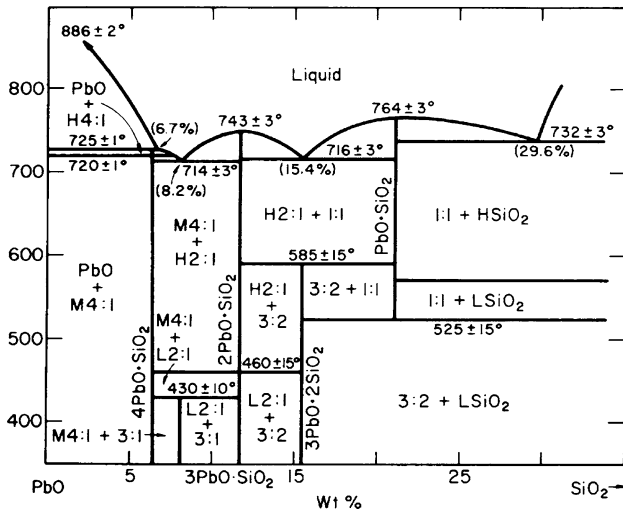 886±2°
Liquid
800
PbO
+
H4:1
(6.7%)
743±3°
764±3°
725±1°
732±3°
720±1°
714±3°
716±3°
(8.2%)
(15.4%)
(29.6%)
700
M4:1
+
H2:1
H2:1 + 1:1
PbO·SiO₂
1:1 + HSiO₂
600
585±15°
PbO
+
M4:1
H2:1
+
3:2
3:2 + 1:1
1:1 + LSiO₂
4PbO·SiO₂
2PbO·SiO₂
525±15°
500
M4:1
+
L2:1
460±15°
3PbO·2SiO₂
430±10°
400
M4:1 + 3:1
L2:1
+
3:1
L2:1
+
3:2
3:2 + LSiO₂
PbO
5
3PbO·SiO₂
15
25
SiO₂
Wt %